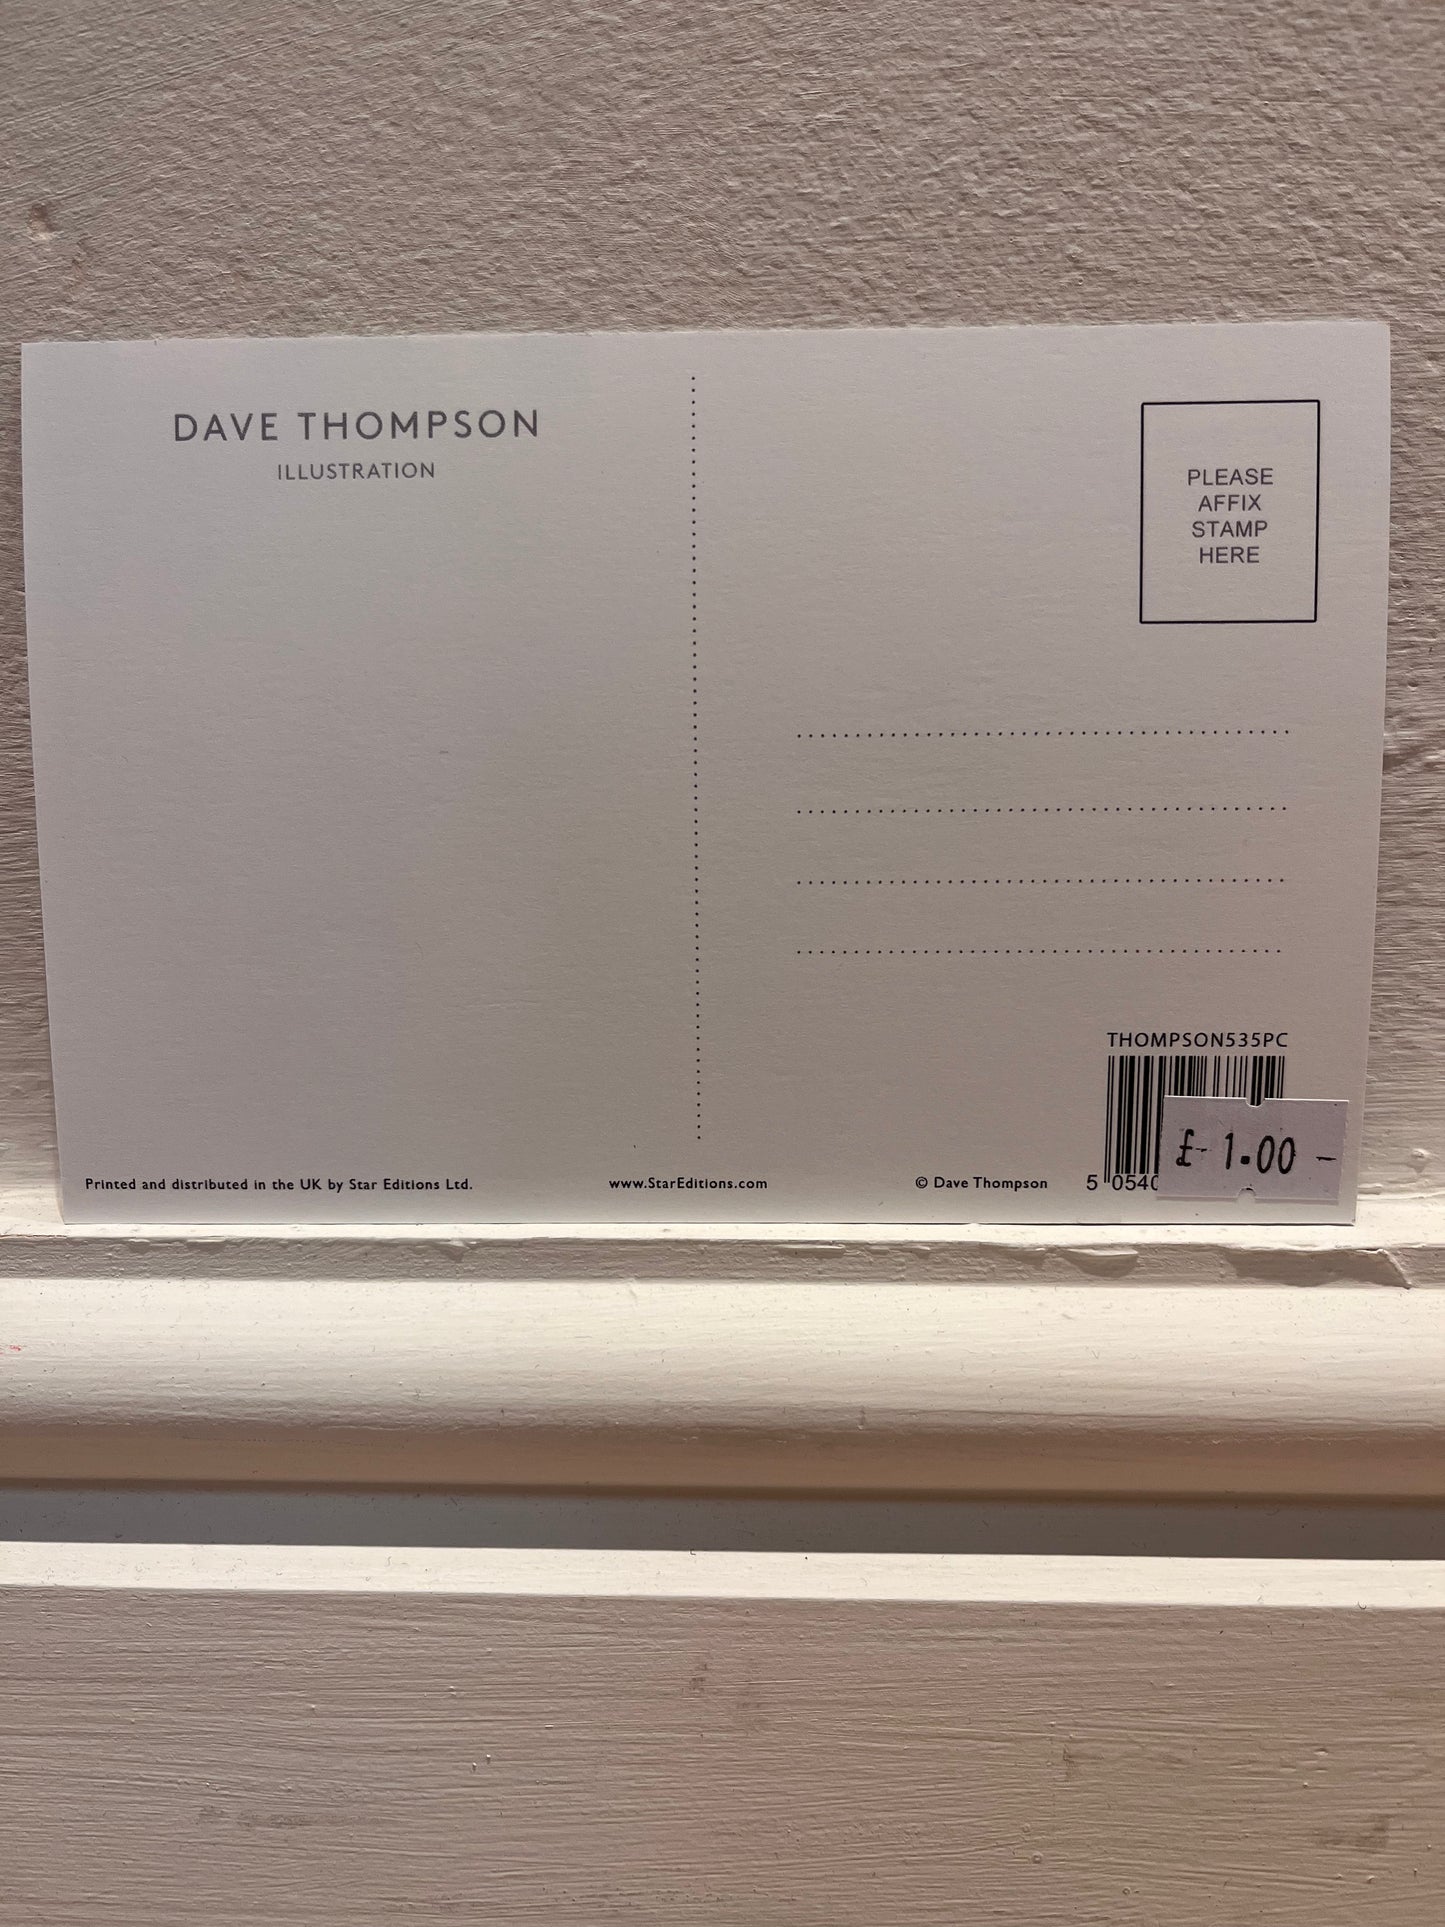 DAVE THOMPSON
ILLUSTRATION
PLEASE
AFFIX
STAMP
HERE
THOMPSON535PC
£ 1.00 -
5 0540
Printed and distributed in the UK by Star Editions Ltd.
www.StarEditions.com
© Dave Thompson